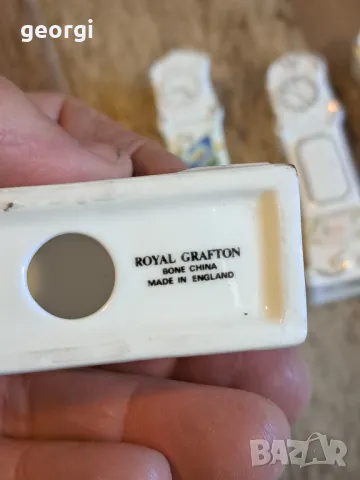 georgi
ROYAL GRAFTON
BONE CHINA
MADE IN ENGLAND
BAZAR